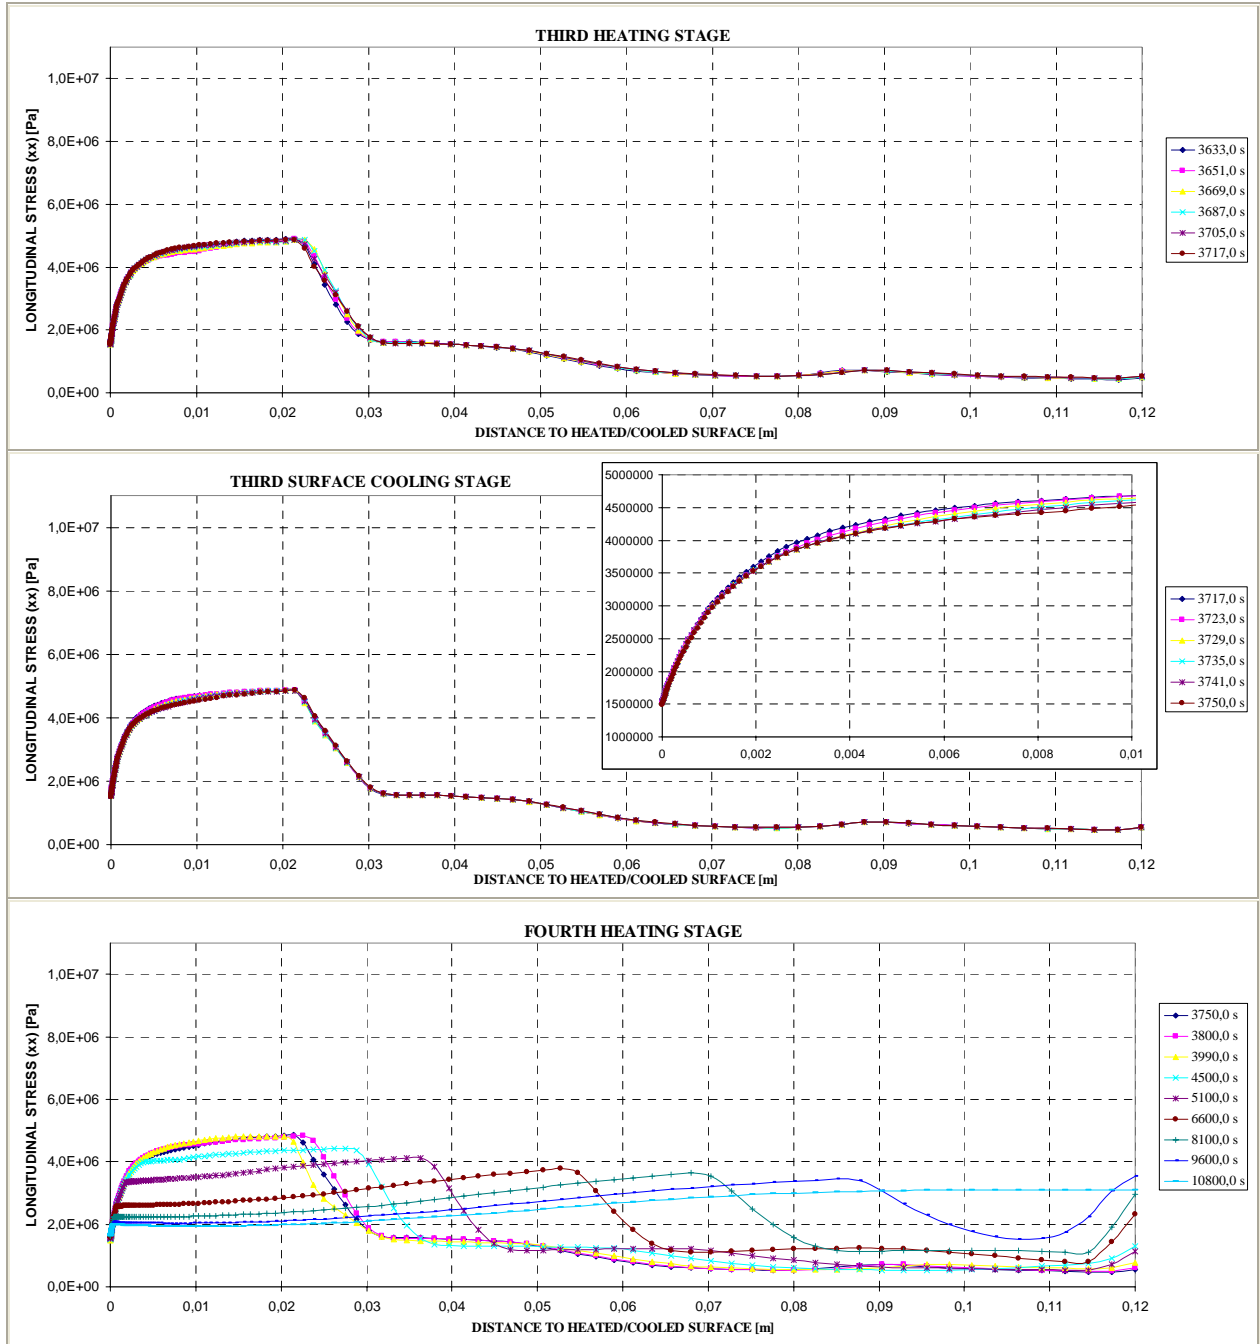 THIRD HEATING STAGE
LONGITUDINAL STRESS (xx) [Pa]
1,0E+07
8,0E+06
6,0E+06
4,0E+06
2,0E+06
0,0E+00
0 0,01 0,02 0,03 0,04 0,05 0,06 0,07 0,08 0,09 0,1 0,11 0,12
DISTANCE TO HEATED/COOLED SURFACE [m]
3633,0 s
3651,0 s
3669,0 s
3687,0 s
3705,0 s
3717,0 s
THIRD SURFACE COOLING STAGE
LONGITUDINAL STRESS (xx) [Pa]
1,0E+07
8,0E+06
6,0E+06
4,0E+06
2,0E+06
0,0E+00
0 0,01 0,02 0,03 0,04 0,05 0,06 0,07 0,08 0,09 0,1 0,11 0,12
DISTANCE TO HEATED/COOLED SURFACE [m]
5000000
4500000
4000000
3500000
3000000
2500000
2000000
1500000
1000000
0 0,002 0,004 0,006 0,008 0,01
3717,0 s
3723,0 s
3729,0 s
3735,0 s
3741,0 s
3750,0 s
FOURTH HEATING STAGE
LONGITUDINAL STRESS (xx) [Pa]
1,0E+07
8,0E+06
6,0E+06
4,0E+06
2,0E+06
0,0E+00
0 0,01 0,02 0,03 0,04 0,05 0,06 0,07 0,08 0,09 0,1 0,11 0,12
DISTANCE TO HEATED/COOLED SURFACE [m]
3750,0 s
3800,0 s
3990,0 s
4500,0 s
5100,0 s
6600,0 s
8100,0 s
9600,0 s
10800,0 s